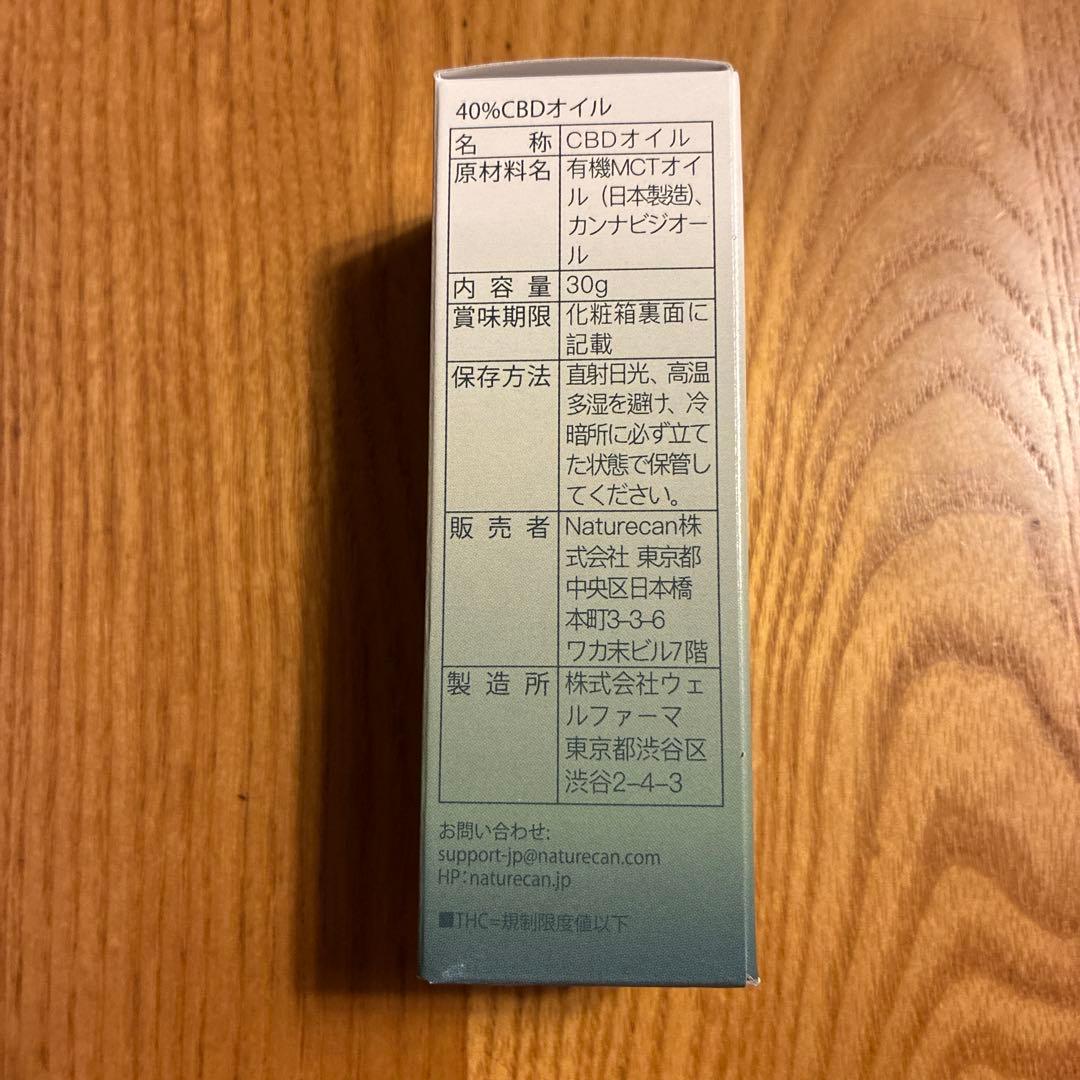 40%CBDオイル
名称 CBDオイル
原材料名 有機MCTオイ
ル（日本製造）、
カンナビジオー
ル
内容量 30g
賞味期限 化粧箱裏面に
記載
保存方法 直射日光、高温
多湿を避け、冷
暗所に必ず立て
た状態で保管し
てください。
販売者 Naturecan株
式会社 東京都
中央区日本橋
本町3-3-6
ワカ末ビル7階
製造所 株式会社ウェ
ルファーマ
東京都渋谷区
渋谷2-4-3
お問い合わせ:
support-jp@naturecan.com
HP:naturecan.jp
■THC=規制限度値以下